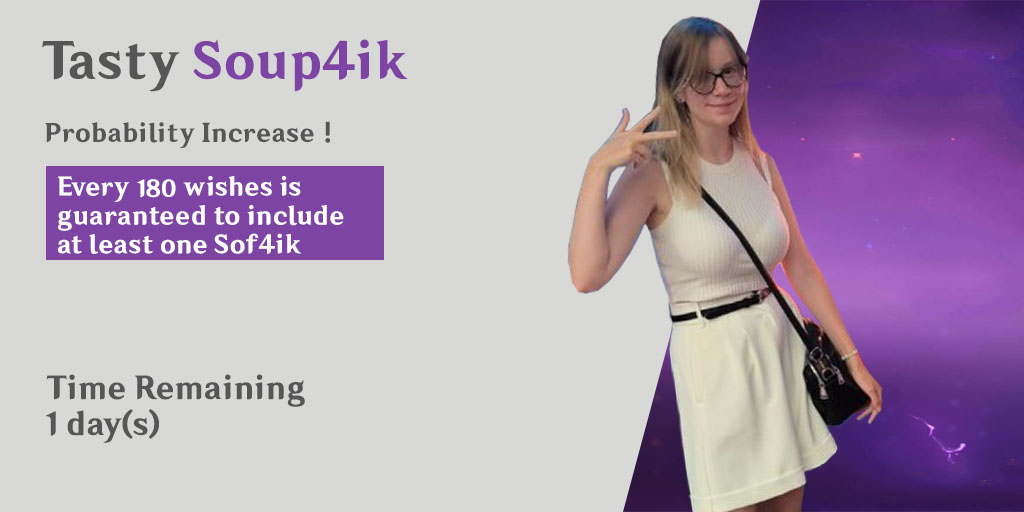 Tasty Soup4ik
Probability Increase !
Every 180 wishes is
guaranteed to include
at least one Sof4ik
Time Remaining
1 day(s)